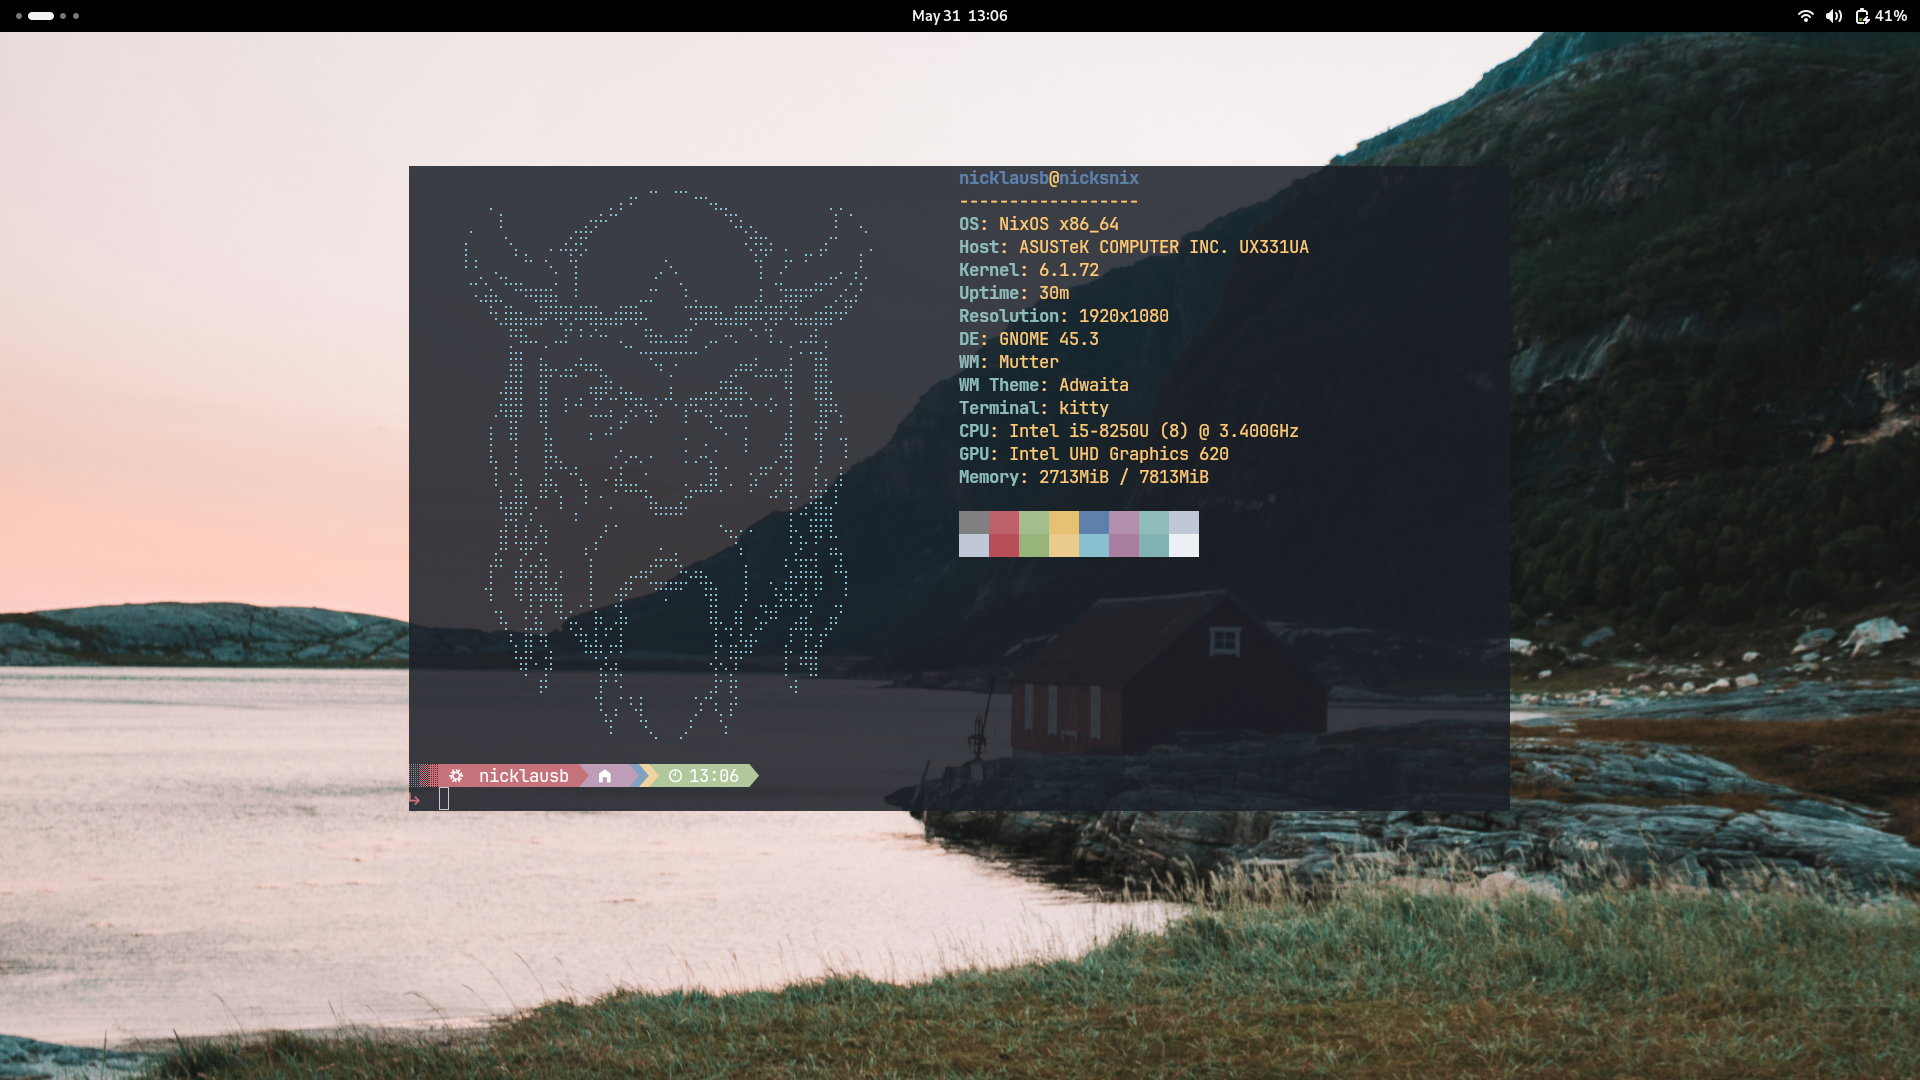 May 31 13:06
41%
nicklausb@nicksnix
------------------
OS: NixOS x86_64
Host: ASUSTeK COMPUTER INC. UX331UA
Kernel: 6.1.72
Uptime: 30m
Resolution: 1920x1080
DE: GNOME 45.3
WM: Mutter
WM Theme: Adwaita
Terminal: kitty
CPU: Intel i5-8250U (8) @ 3.400GHz
GPU: Intel UHD Graphics 620
Memory: 2713MiB / 7813MiB
nicklausb 13:06